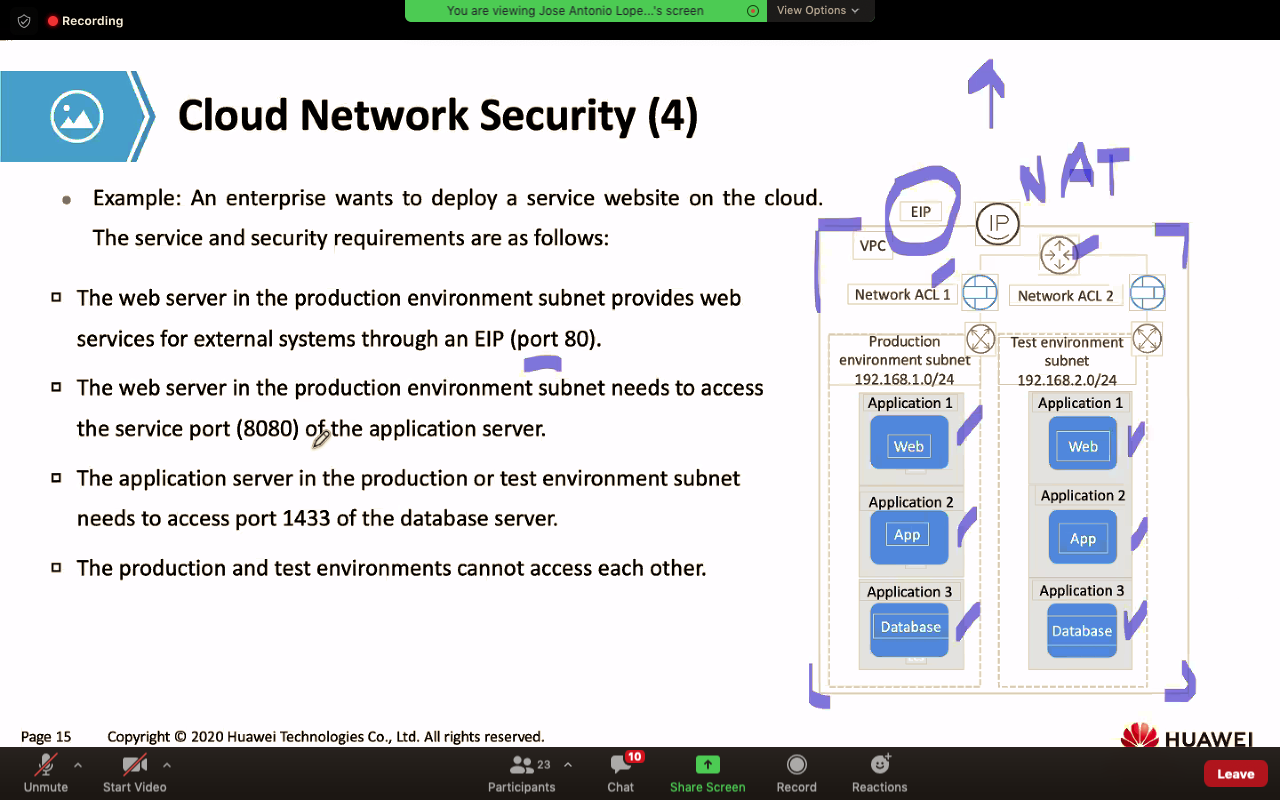 Recording
You are viewing Jose Antonio Lope...'s screen
View Options
Cloud Network Security (4)
Example: An enterprise wants to deploy a service website on the cloud.
The service and security requirements are as follows:
The web server in the production environment subnet provides web
services for external systems through an EIP (port 80).
The web server in the production environment subnet needs to access
the service port (8080) of the application server.
The application server in the production or test environment subnet
needs to access port 1433 of the database server.
The production and test environments cannot access each other.
NAT
EIP
IP
VPC
Network ACL 1
Network ACL 2
Production
environment subnet
192.168.1.0/24
Test environment
subnet
192.168.2.0/24
Application 1
Web
Application 2
App
Application 3
Database
Application 1
Web
Application 2
App
Application 3
Database
Page 15
Copyright © 2020 Huawei Technologies Co., Ltd. All rights reserved.
HUAWEI
Unmute
Start Video
23
Participants
10
Chat
Share Screen
Record
Reactions
Leave